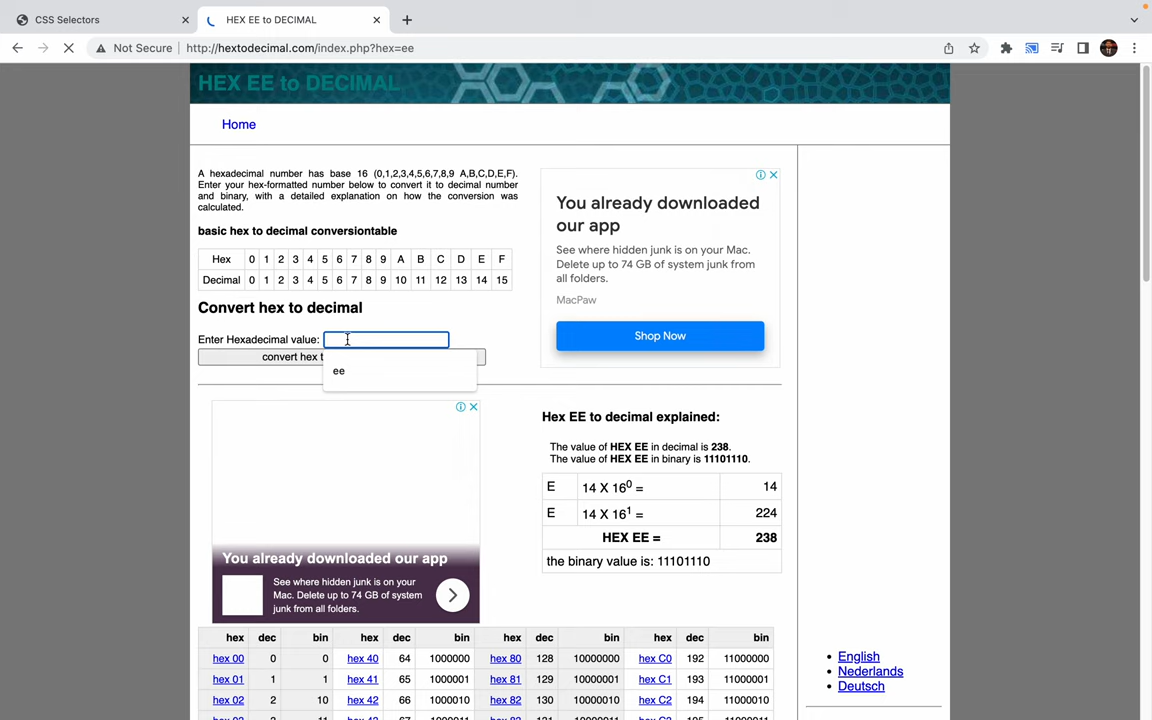 CSS Selectors
HEX EE to DECIMAL
Not Secure
http://hextodecimal.com/index.php?hex=ee
HEX EE to DECIMAL
Home
A hexadecimal number has base 16 (0,1,2,3,4,5,6,7,8,9 A,B,C,D,E,F).
Enter your hex-formatted number below to convert it to decimal number
and binary, with a detailed explanation on how the conversion was
calculated.
basic hex to decimal conversiontable
Hex 0 1 2 3 4 5 6 7 8 9 A B C D E F
Decimal 0 1 2 3 4 5 6 7 8 9 10 11 12 13 14 15
Convert hex to decimal
Enter Hexadecimal value:
convert hex t
ee
You already downloaded
our app
See where hidden junk is on your Mac.
Delete up to 74 GB of system junk from
all folders.
MacPaw
Shop Now
You already downloaded our app
See where hidden junk is on your
Mac. Delete up to 74 GB of system
junk from all folders.
Hex EE to decimal explained:
The value of HEX EE in decimal is 238.
The value of HEX EE in binary is 11101110.
E 14 X 16⁰ = 14
E 14 X 16¹ = 224
HEX EE = 238
the binary value is: 11101110
hex dec bin hex dec bin hex dec bin hex dec bin
hex 00 0 0 hex 40 64 1000000 hex 80 128 10000000 hex C0 192 11000000
hex 01 1 1 hex 41 65 1000001 hex 81 129 10000001 hex C1 193 11000001
hex 02 2 10 hex 42 66 1000010 hex 82 130 10000010 hex C2 194 11000010
English
Nederlands
Deutsch